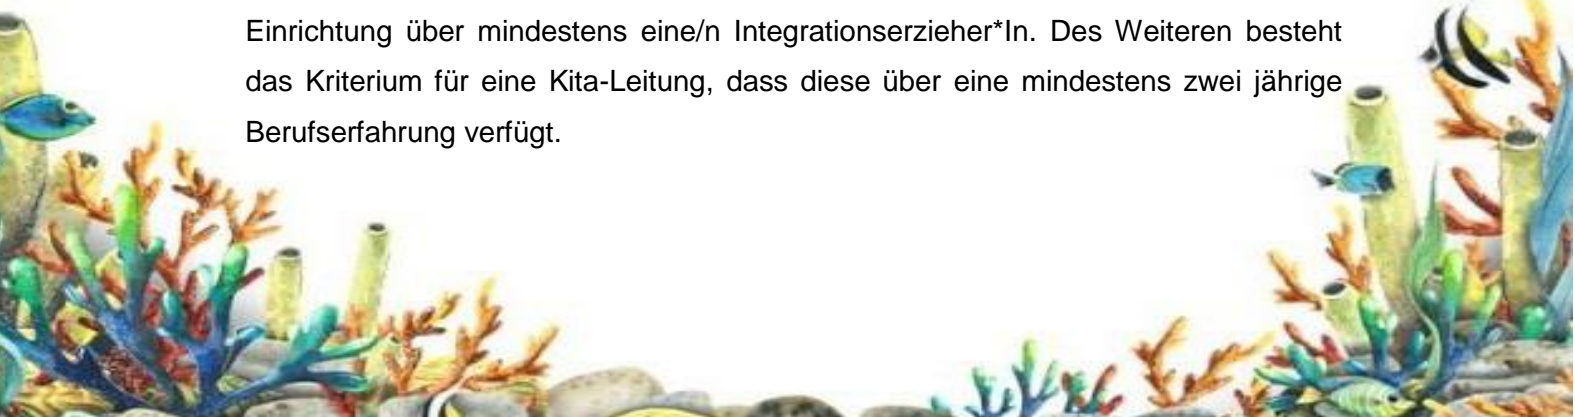 Einrichtung über mindestens eine/n Integrationserzieher*In. Des Weiteren besteht
das Kriterium für eine Kita-Leitung, dass diese über eine mindestens zwei jährige
Berufserfahrung verfügt.